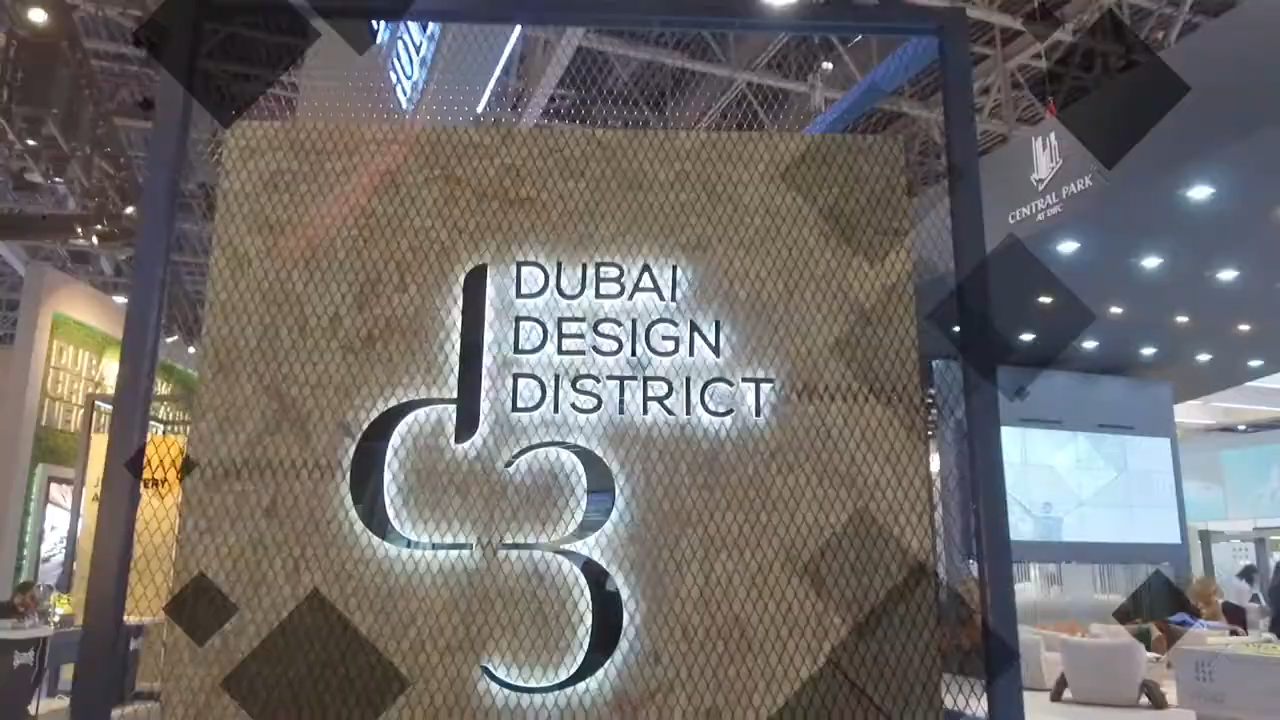 DUBAI
DESIGN
DISTRICT
d3
CENTRAL PARK
AT DIFC